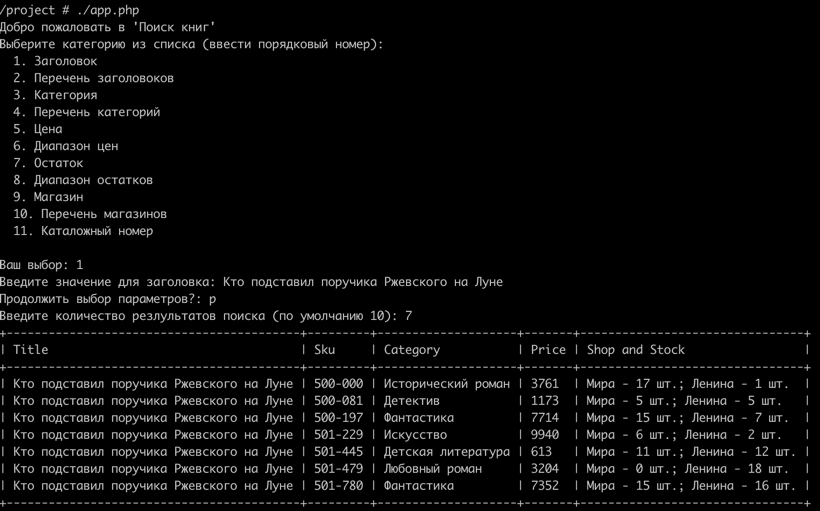 /project # ./app.php
Добро пожаловать в 'Поиск книг'
Выберите категорию из списка (ввести порядковый номер):
1. Заголовок
2. Перечень заголовоков
3. Категория
4. Перечень категорий
5. Цена
6. Диапазон цен
7. Остаток
8. Диапазон остатков
9. Магазин
10. Перечень магазинов
11. Каталожный номер
Ваш выбор: 1
Введите значение для заголовка: Кто подставил поручика Ржевского на Луне
Продолжить выбор параметров?: p
Введите количество резлультатов поиска (по умолчанию 10): 7
+------------------------------------------+---------+--------------------+-------+--------------------------------+
| Title | Sku | Category | Price | Shop and Stock |
+------------------------------------------+---------+--------------------+-------+--------------------------------+
| Кто подставил поручика Ржевского на Луне | 500-000 | Исторический роман | 3761 | Мира - 17 шт.; Ленина - 1 шт. |
| Кто подставил поручика Ржевского на Луне | 500-081 | Детектив | 1173 | Мира - 5 шт.; Ленина - 5 шт. |
| Кто подставил поручика Ржевского на Луне | 500-197 | Фантастика | 7714 | Мира - 15 шт.; Ленина - 7 шт. |
| Кто подставил поручика Ржевского на Луне | 501-229 | Искусство | 9940 | Мира - 6 шт.; Ленина - 2 шт. |
| Кто подставил поручика Ржевского на Луне | 501-445 | Детская литература | 613 | Мира - 11 шт.; Ленина - 12 шт. |
| Кто подставил поручика Ржевского на Луне | 501-479 | Любовный роман | 3204 | Мира - 0 шт.; Ленина - 18 шт. |
| Кто подставил поручика Ржевского на Луне | 501-780 | Фантастика | 7352 | Мира - 15 шт.; Ленина - 16 шт. |
+------------------------------------------+---------+--------------------+-------+--------------------------------+